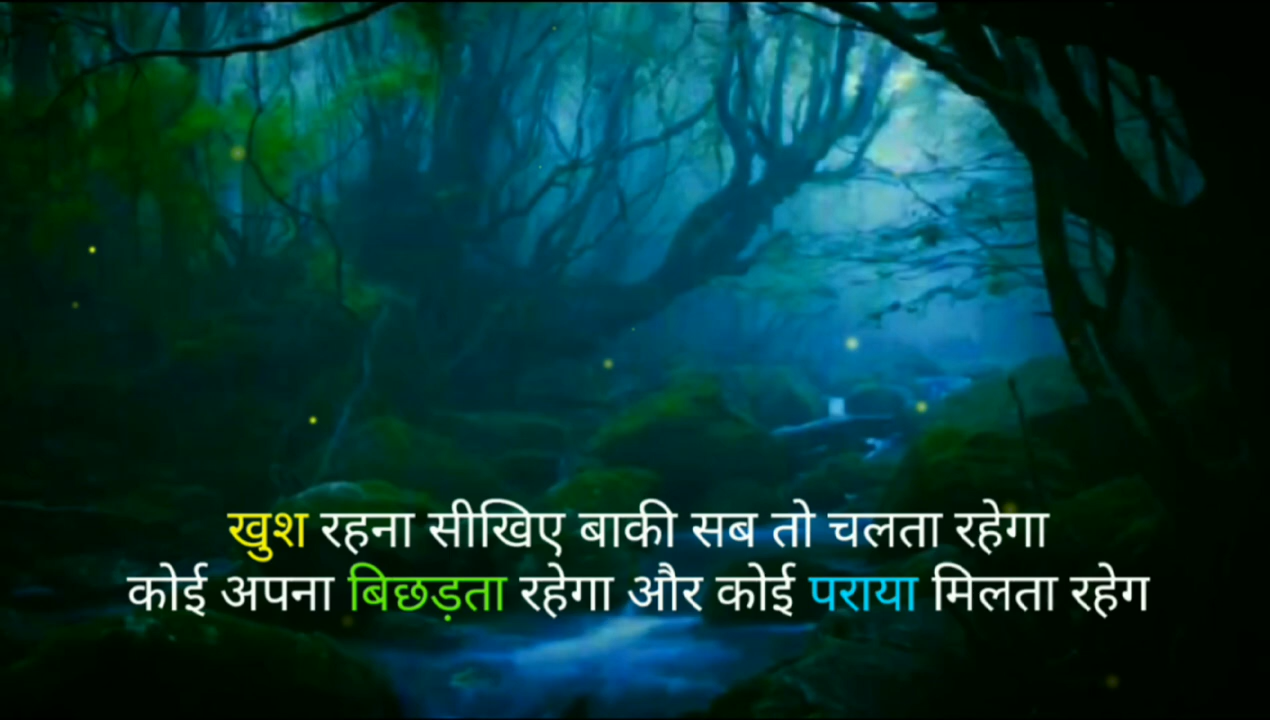 खुश रहना सीखिए बाकी सब तो चलता रहेगा
कोई अपना बिछड़ता रहेगा और कोई पराया मिलता रहेग